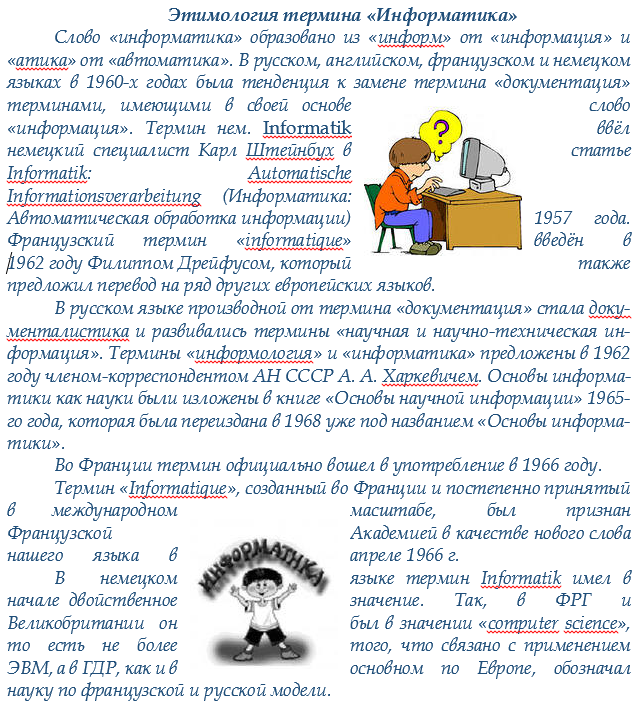 Этимология термина «Информатика»
Слово «информатика» образовано из «информ» от «информация» и
«атика» от «автоматика». В русском, английском, французском и немецком
языках в 1960-х годах была тенденция к замене термина «документация»
терминами, имеющими в своей основе слово
«информация». Термин нем. Informatik ввёл
немецкий специалист Карл Штейнбух в статье
Informatik: Automatische
Informationsverarbeitung (Информатика:
Автоматическая обработка информации) 1957 года.
Французский термин «informatique» введён в
1962 году Филиппом Дрейфусом, который также
предложил перевод на ряд других европейских языков.
В русском языке производной от термина «документация» стала доку-
менталистика и развивались термины «научная и научно-техническая ин-
формация». Термины «информология» и «информатика» предложены в 1962
году членом-корреспондентом АН СССР А. А. Харкевичем. Основы информа-
тики как науки были изложены в книге «Основы научной информации» 1965-
го года, которая была переиздана в 1968 уже под названием «Основы информа-
тики».
Во Франции термин официально вошел в употребление в 1966 году.
Термин «Informatique», созданный во Франции и постепенно принятый
в международном масштабе, был признан
Французской Академией в качестве нового слова
нашего языка в апреле 1966 г.
ИНФОРМАТИКА
В немецком языке термин Informatik имел в
начале двойственное значение. Так, в ФРГ и
Великобритании он был в значении «computer science»,
то есть не более того, что связано с применением
ЭВМ, а в ГДР, как и в основном по Европе, обозначал
науку по французской и русской модели.